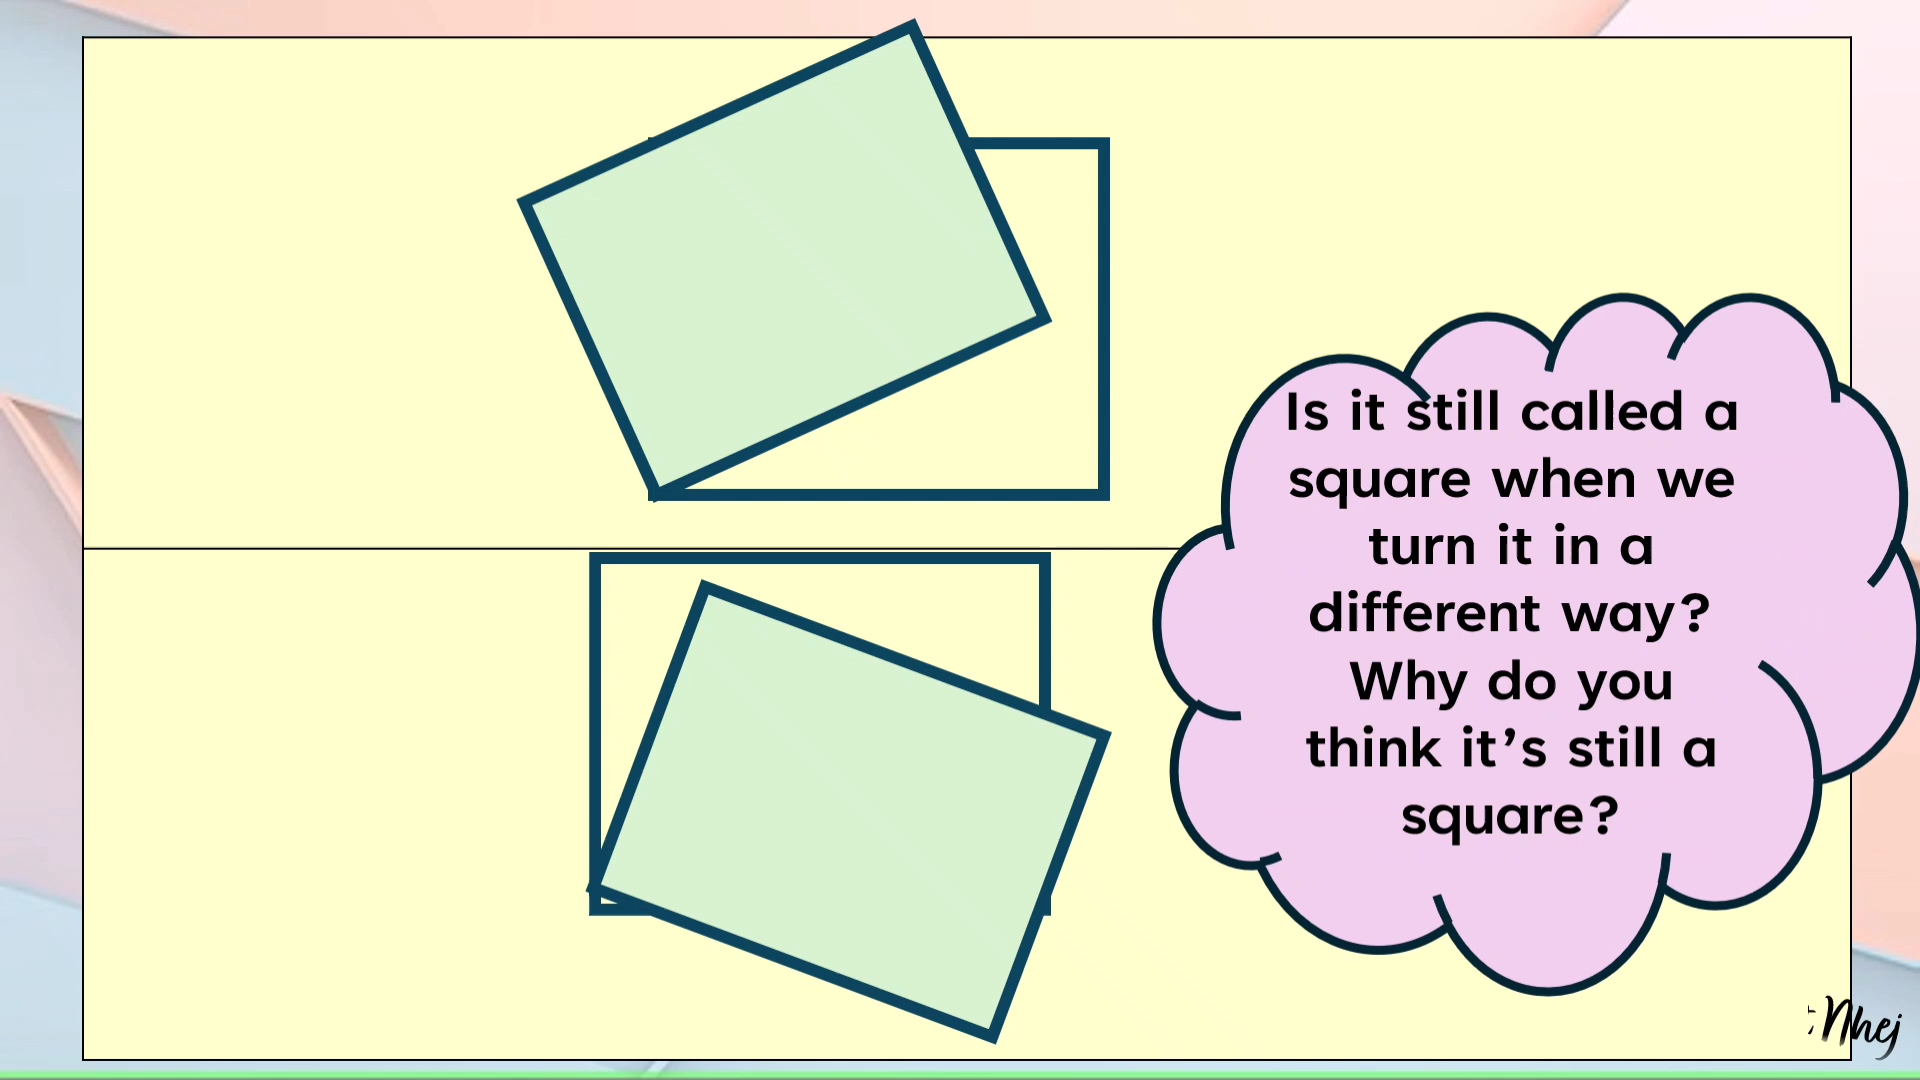 Is it still called a
square when we
turn it in a
different way?
Why do you
think it’s still a
square?
Nhej